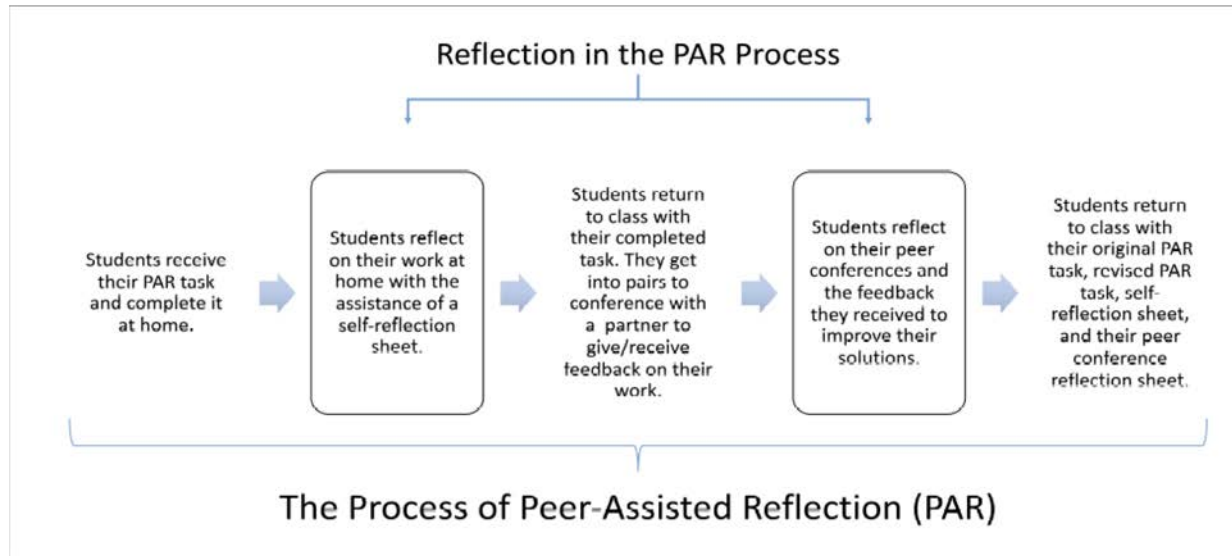 Reflection in the PAR Process
Students receive
their PAR task
and complete it
at home.
Students reflect
on their work at
home with the
assistance of a
self-reflection
sheet.
Students return
to class with
their completed
task. They get
into pairs to
conference with
a partner to
give/receive
feedback on their
work.
Students reflect
on their peer
conferences and
the feedback
they received to
improve their
solutions.
Students return
to class with
their original PAR
task, revised PAR
task, self-
reflection sheet,
and their peer
conference
reflection sheet.
The Process of Peer-Assisted Reflection (PAR)